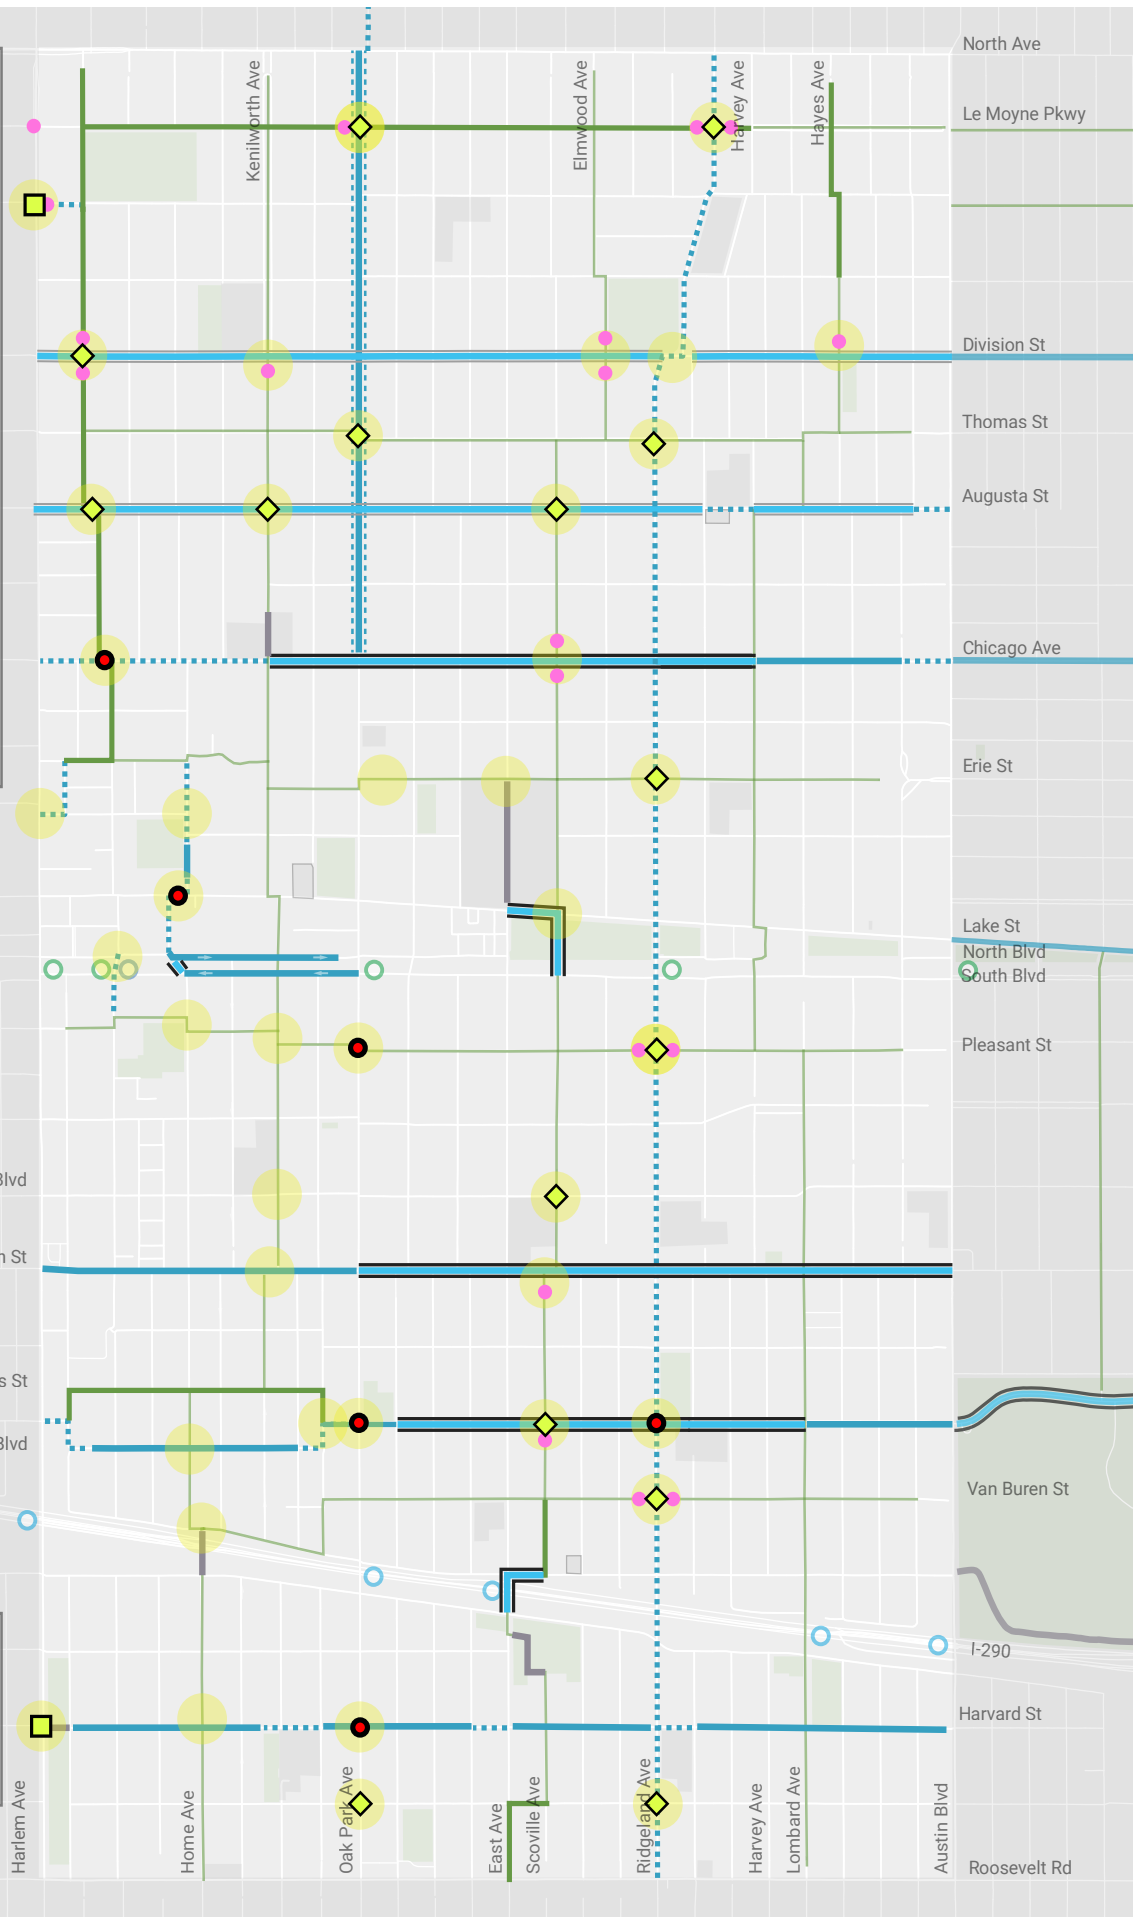 North Ave
Kenilworth Ave
Elmwood Ave
Harvey Ave
Hayes Ave
Le Moyne Pkwy
Division St
Thomas St
Augusta St
Chicago Ave
Erie St
Lake St
North Blvd
South Blvd
Pleasant St
Blvd
n St
s St
Blvd
Van Buren St
I-290
Harvard St
Harlem Ave
Home Ave
Oak Park Ave
East Ave
Scoville Ave
Ridgeland Ave
Harvey Ave
Lombard Ave
Austin Blvd
Roosevelt Rd